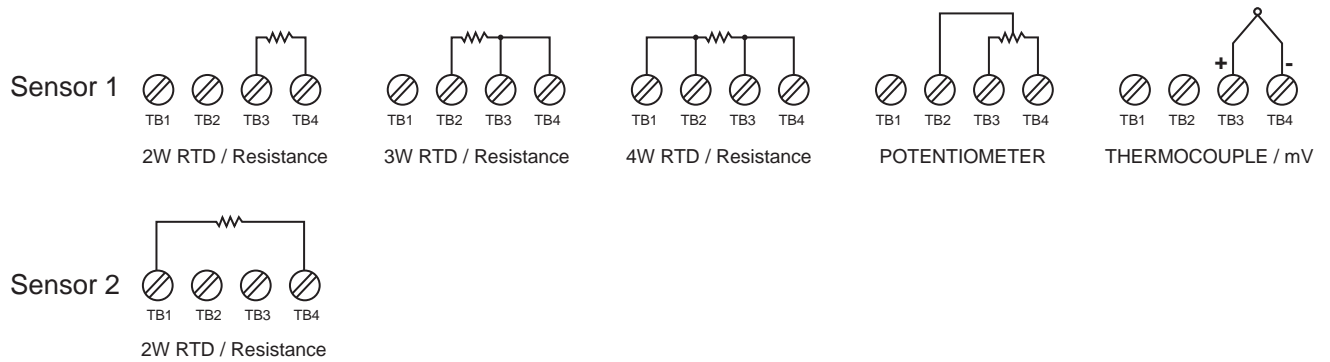 + -
Sensor 1
TB1 TB2 TB3 TB4 TB1 TB2 TB3 TB4 TB1 TB2 TB3 TB4 TB1 TB2 TB3 TB4 TB1 TB2 TB3 TB4
2W RTD / Resistance 3W RTD / Resistance 4W RTD / Resistance POTENTIOMETER THERMOCOUPLE / mV
Sensor 2
TB1 TB2 TB3 TB4
2W RTD / Resistance